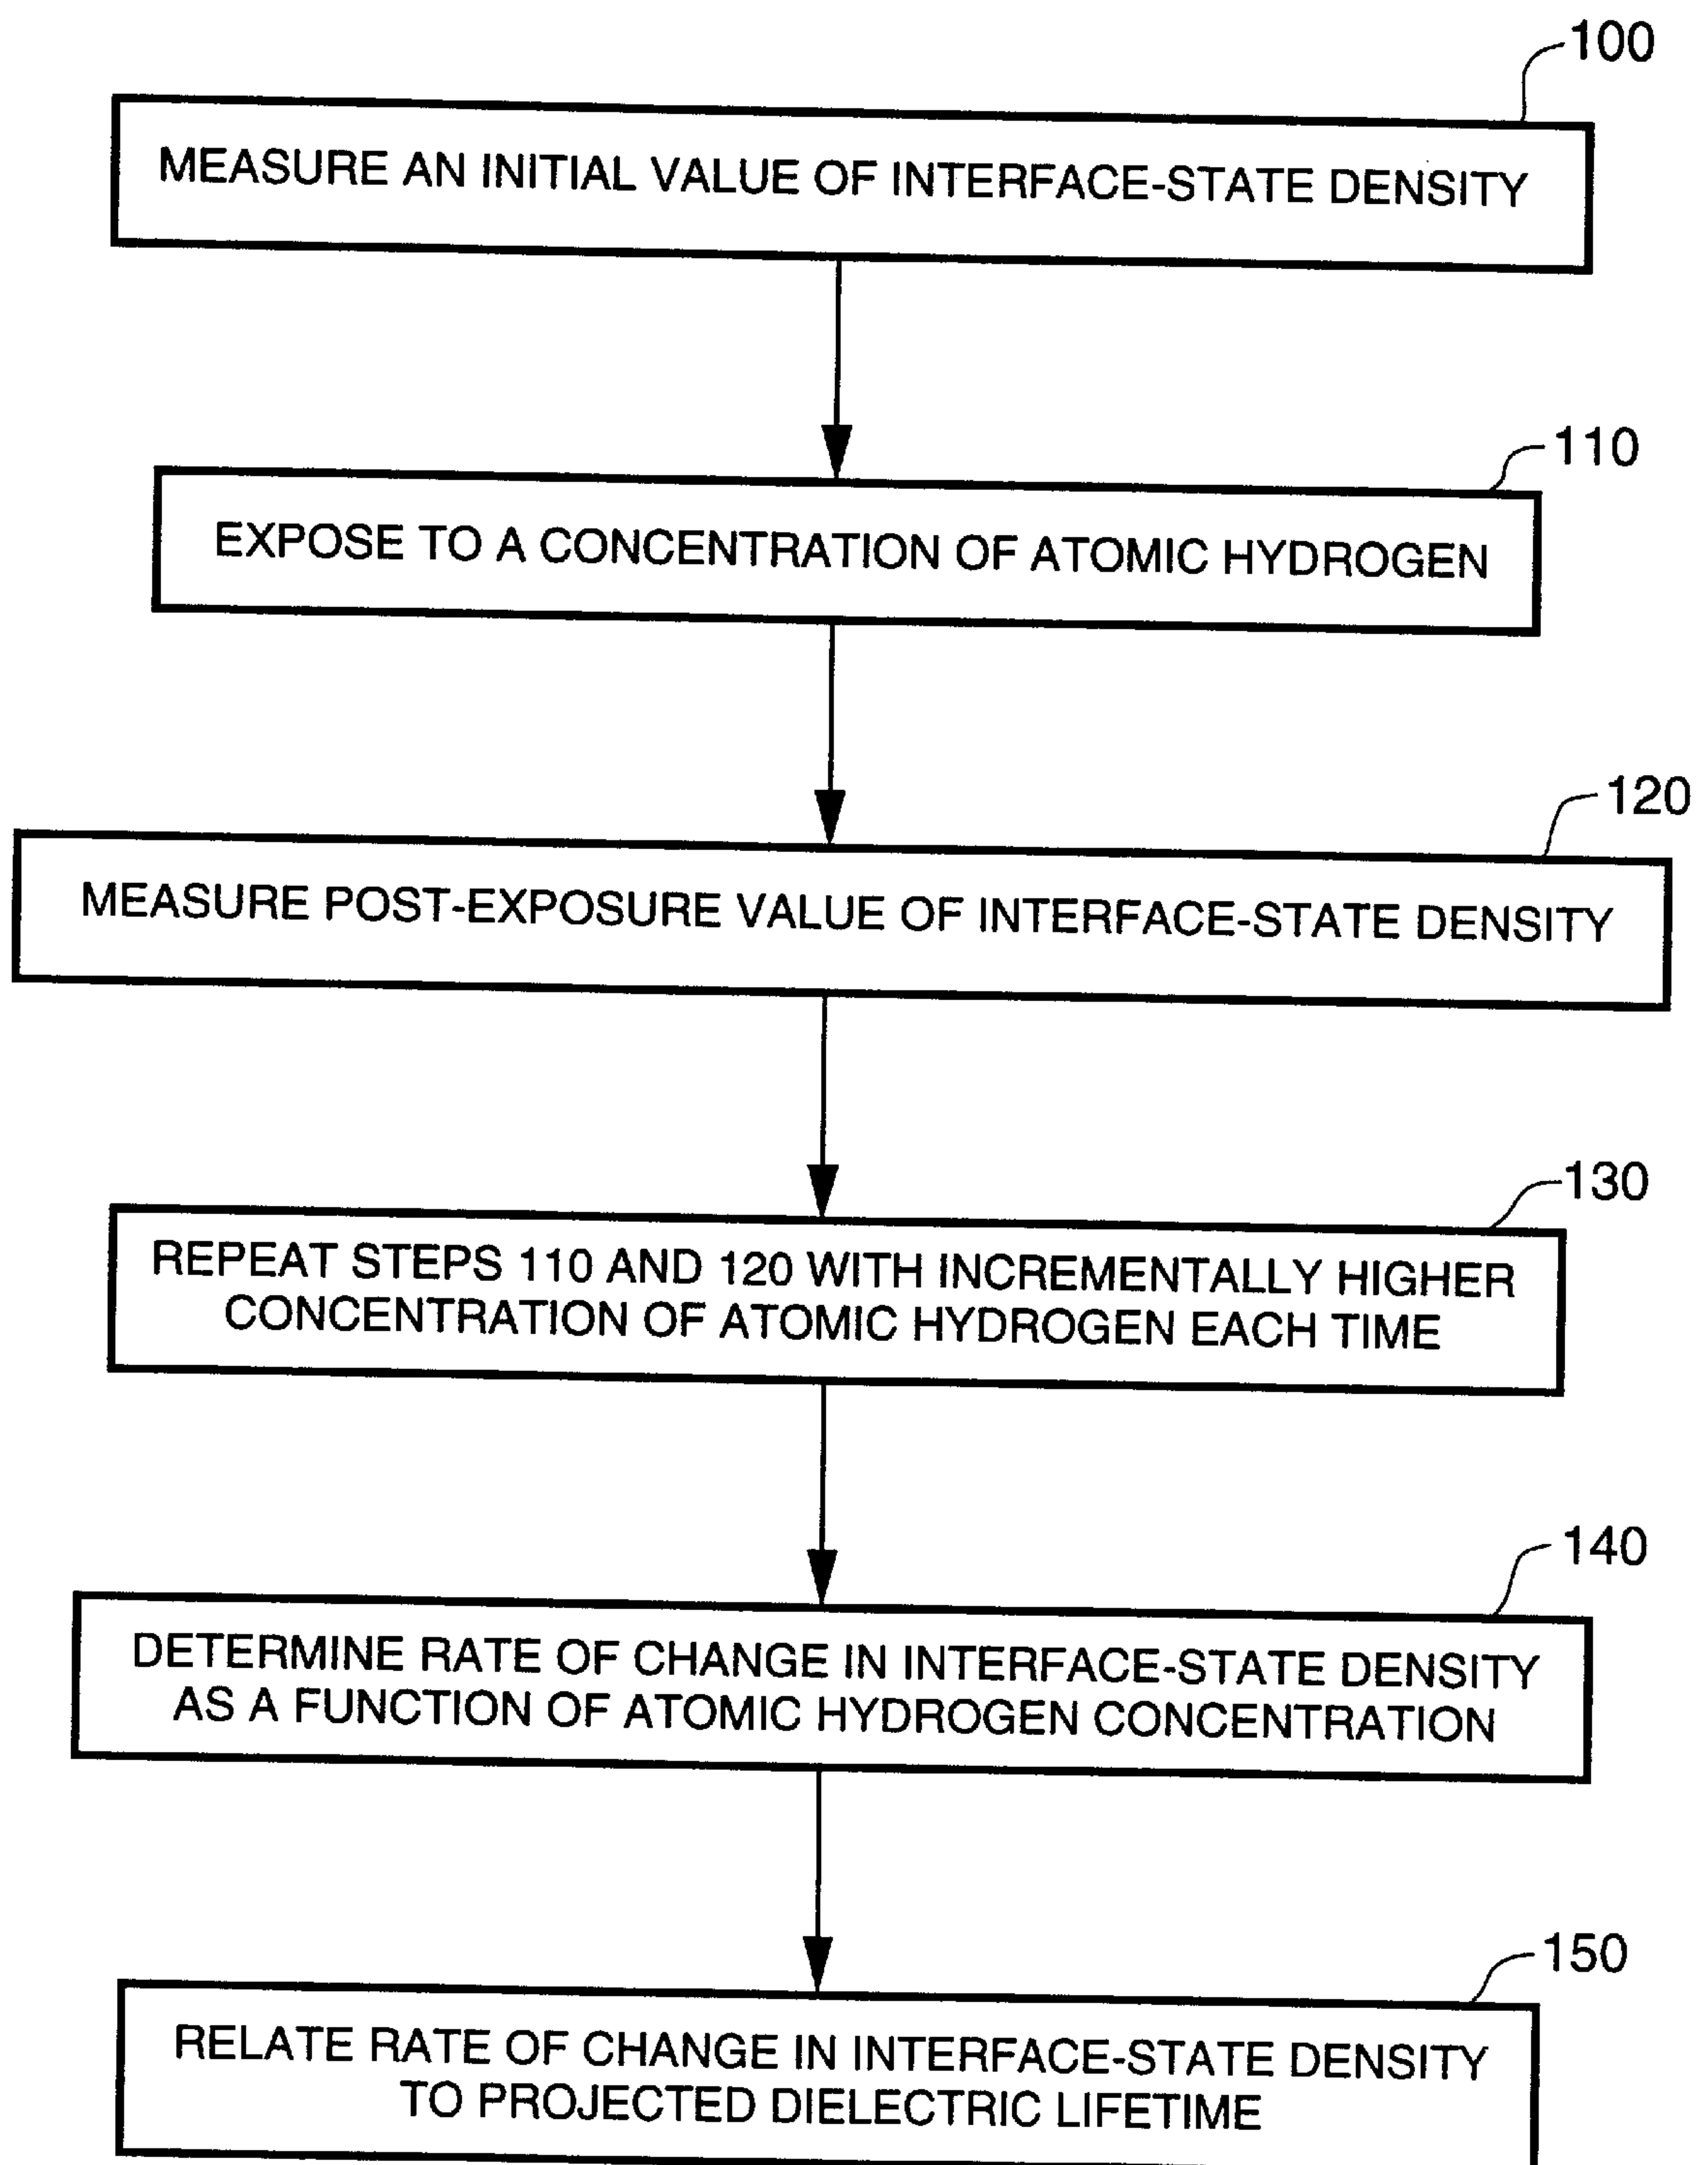 100
MEASURE AN INITIAL VALUE OF INTERFACE-STATE DENSITY
110
EXPOSE TO A CONCENTRATION OF ATOMIC HYDROGEN
120
MEASURE POST-EXPOSURE VALUE OF INTERFACE-STATE DENSITY
130
REPEAT STEPS 110 AND 120 WITH INCREMENTALLY HIGHER
CONCENTRATION OF ATOMIC HYDROGEN EACH TIME
140
DETERMINE RATE OF CHANGE IN INTERFACE-STATE DENSITY
AS A FUNCTION OF ATOMIC HYDROGEN CONCENTRATION
150
RELATE RATE OF CHANGE IN INTERFACE-STATE DENSITY
TO PROJECTED DIELECTRIC LIFETIME